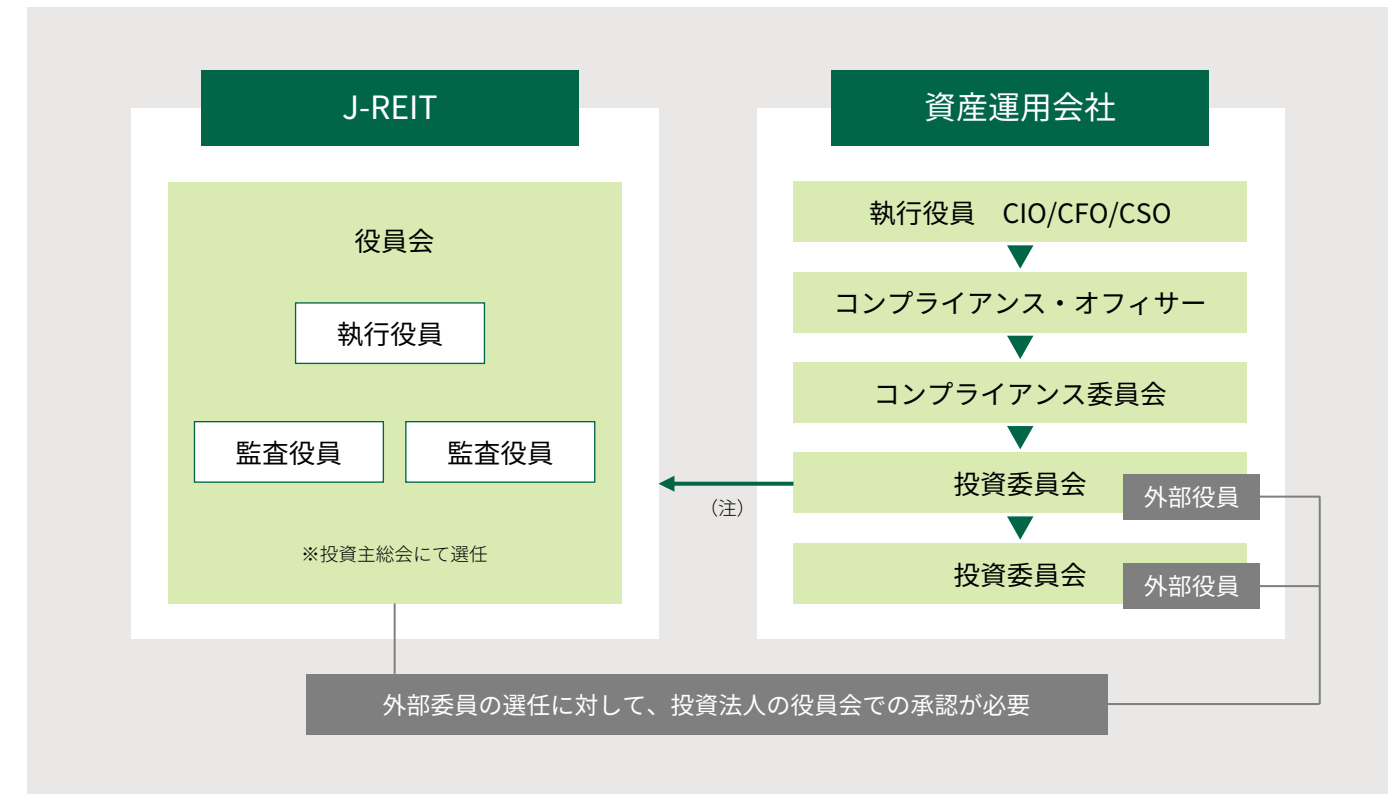 J-REIT
役員会
執行役員
監査役員
監査役員
※投資主総会にて選任
(注)
資産運用会社
執行役員　CIO/CFO/CSO
コンプライアンス・オフィサー
コンプライアンス委員会
投資委員会
外部役員
投資委員会
外部役員
外部委員の選任に対して、投資法人の役員会での承認が必要